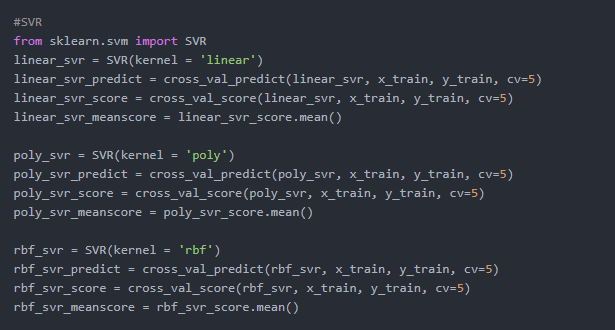 #SVR
from sklearn.svm import SVR
linear_svr = SVR(kernel = 'linear')
linear_svr_predict = cross_val_predict(linear_svr, x_train, y_train, cv=5)
linear_svr_score = cross_val_score(linear_svr, x_train, y_train, cv=5)
linear_svr_meanscore = linear_svr_score.mean()

poly_svr = SVR(kernel = 'poly')
poly_svr_predict = cross_val_predict(poly_svr, x_train, y_train, cv=5)
poly_svr_score = cross_val_score(poly_svr, x_train, y_train, cv=5)
poly_svr_meanscore = poly_svr_score.mean()

rbf_svr = SVR(kernel = 'rbf')
rbf_svr_predict = cross_val_predict(rbf_svr, x_train, y_train, cv=5)
rbf_svr_score = cross_val_score(rbf_svr, x_train, y_train, cv=5)
rbf_svr_meanscore = rbf_svr_score.mean()